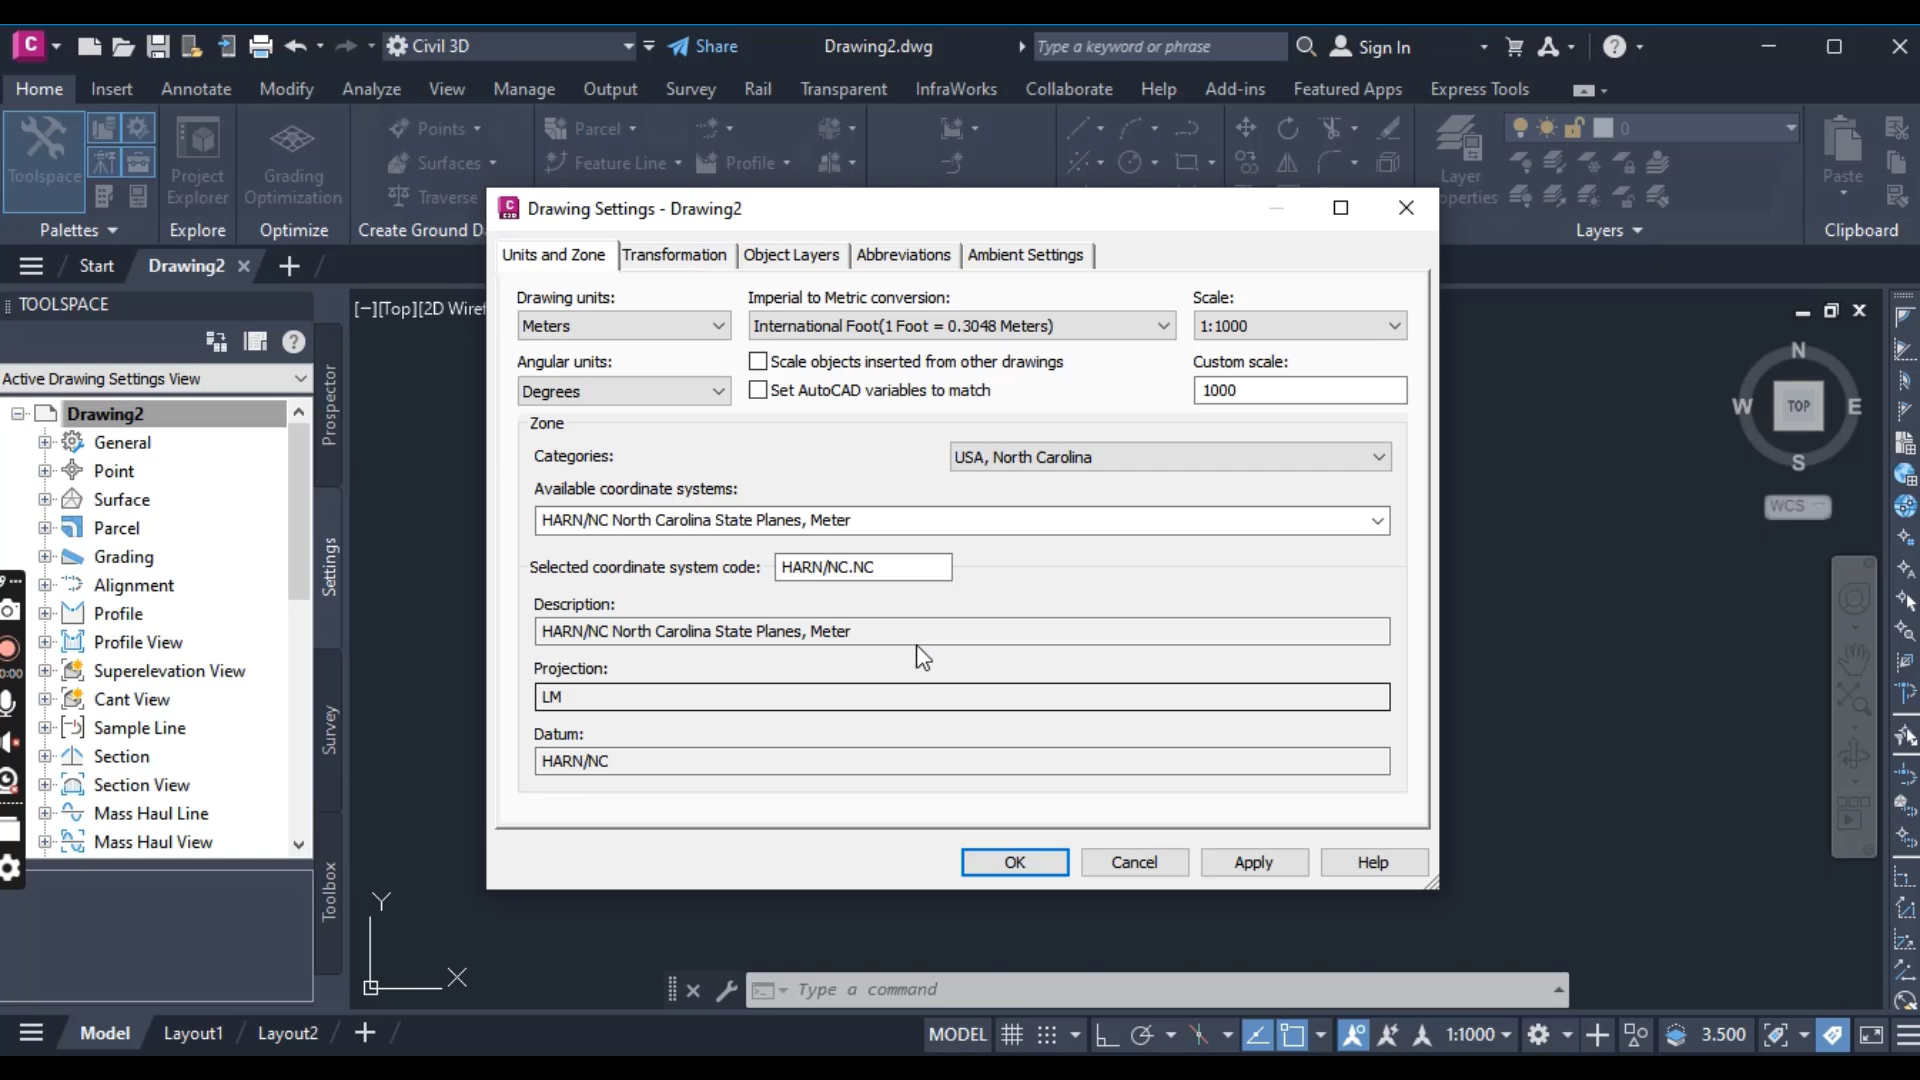 C
Civil 3D
Share
Drawing2.dwg
Type a keyword or phrase
Sign In
Home
Insert
Annotate
Modify
Analyze
View
Manage
Output
Survey
Rail
Transparent
InfraWorks
Collaborate
Help
Add-ins
Featured Apps
Express Tools
Toolspace
Project
Explorer
Grading
Optimization
Points
Surfaces
Traverse
Parcel
Feature Line
Profile
Layer
operties
0
Paste
Palettes
Explore
Optimize
Create Ground D
Layers
Clipboard
Start
Drawing2
TOOLSPACE
Active Drawing Settings View
Drawing2
General
Point
Surface
Parcel
Grading
Alignment
Profile
Profile View
Superelevation View
Cant View
Sample Line
Section
Section View
Mass Haul Line
Mass Haul View
Prospector
Settings
Survey
Toolbox
[−][Top][2D Wiref
Drawing Settings - Drawing2
Units and Zone
Transformation
Object Layers
Abbreviations
Ambient Settings
Drawing units:
Imperial to Metric conversion:
Scale:
Meters
International Foot(1 Foot = 0.3048 Meters)
1:1000
Angular units:
Scale objects inserted from other drawings
Custom scale:
Degrees
Set AutoCAD variables to match
1000
Zone
Categories:
USA, North Carolina
Available coordinate systems:
HARN/NC North Carolina State Planes, Meter
Selected coordinate system code:
HARN/NC.NC
Description:
HARN/NC North Carolina State Planes, Meter
Projection:
LM
Datum:
HARN/NC
OK
Cancel
Apply
Help
N
W
TOP
E
S
WCS
Y
X
Type a command
Model
Layout1
Layout2
MODEL
1:1000
3.500